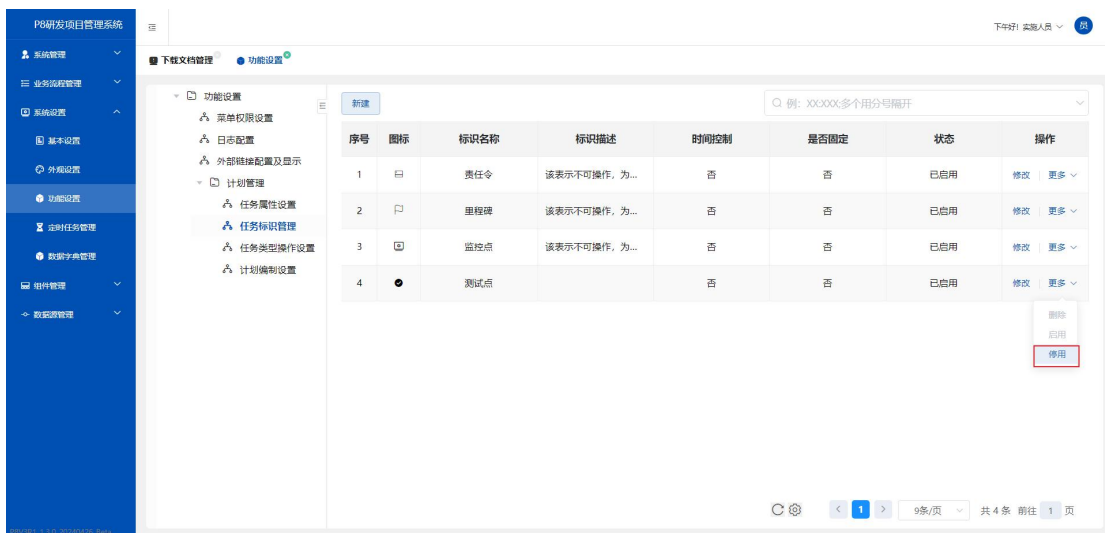 P8研发项目管理系统
下午好! 实施人员
员
系统管理
业务流程管理
系统设置
基本设置
外观设置
功能设置
定时任务管理
数据字典管理
组件管理
数据源管理
P8V3R1_1.3.0_20240426_Beta
下载文档管理 功能设置
功能设置
菜单权限设置
日志配置
外部链接配置及显示
计划管理
任务属性设置
任务标识管理
任务类型操作设置
计划编制设置
新建
例：XX;XXX;多个用分号隔开
序号 图标 标识名称 标识描述 时间控制 是否固定 状态 操作
1 责任令 该表示不可操作，为... 否 否 已启用 修改 更多
2 里程碑 该表示不可操作，为... 否 否 已启用 修改 更多
3 监控点 该表示不可操作，为... 否 否 已启用 修改 更多
4 测试点 否 否 已启用 修改 更多
删除
启用
停用
1 9条/页 共 4 条 前往 1 页